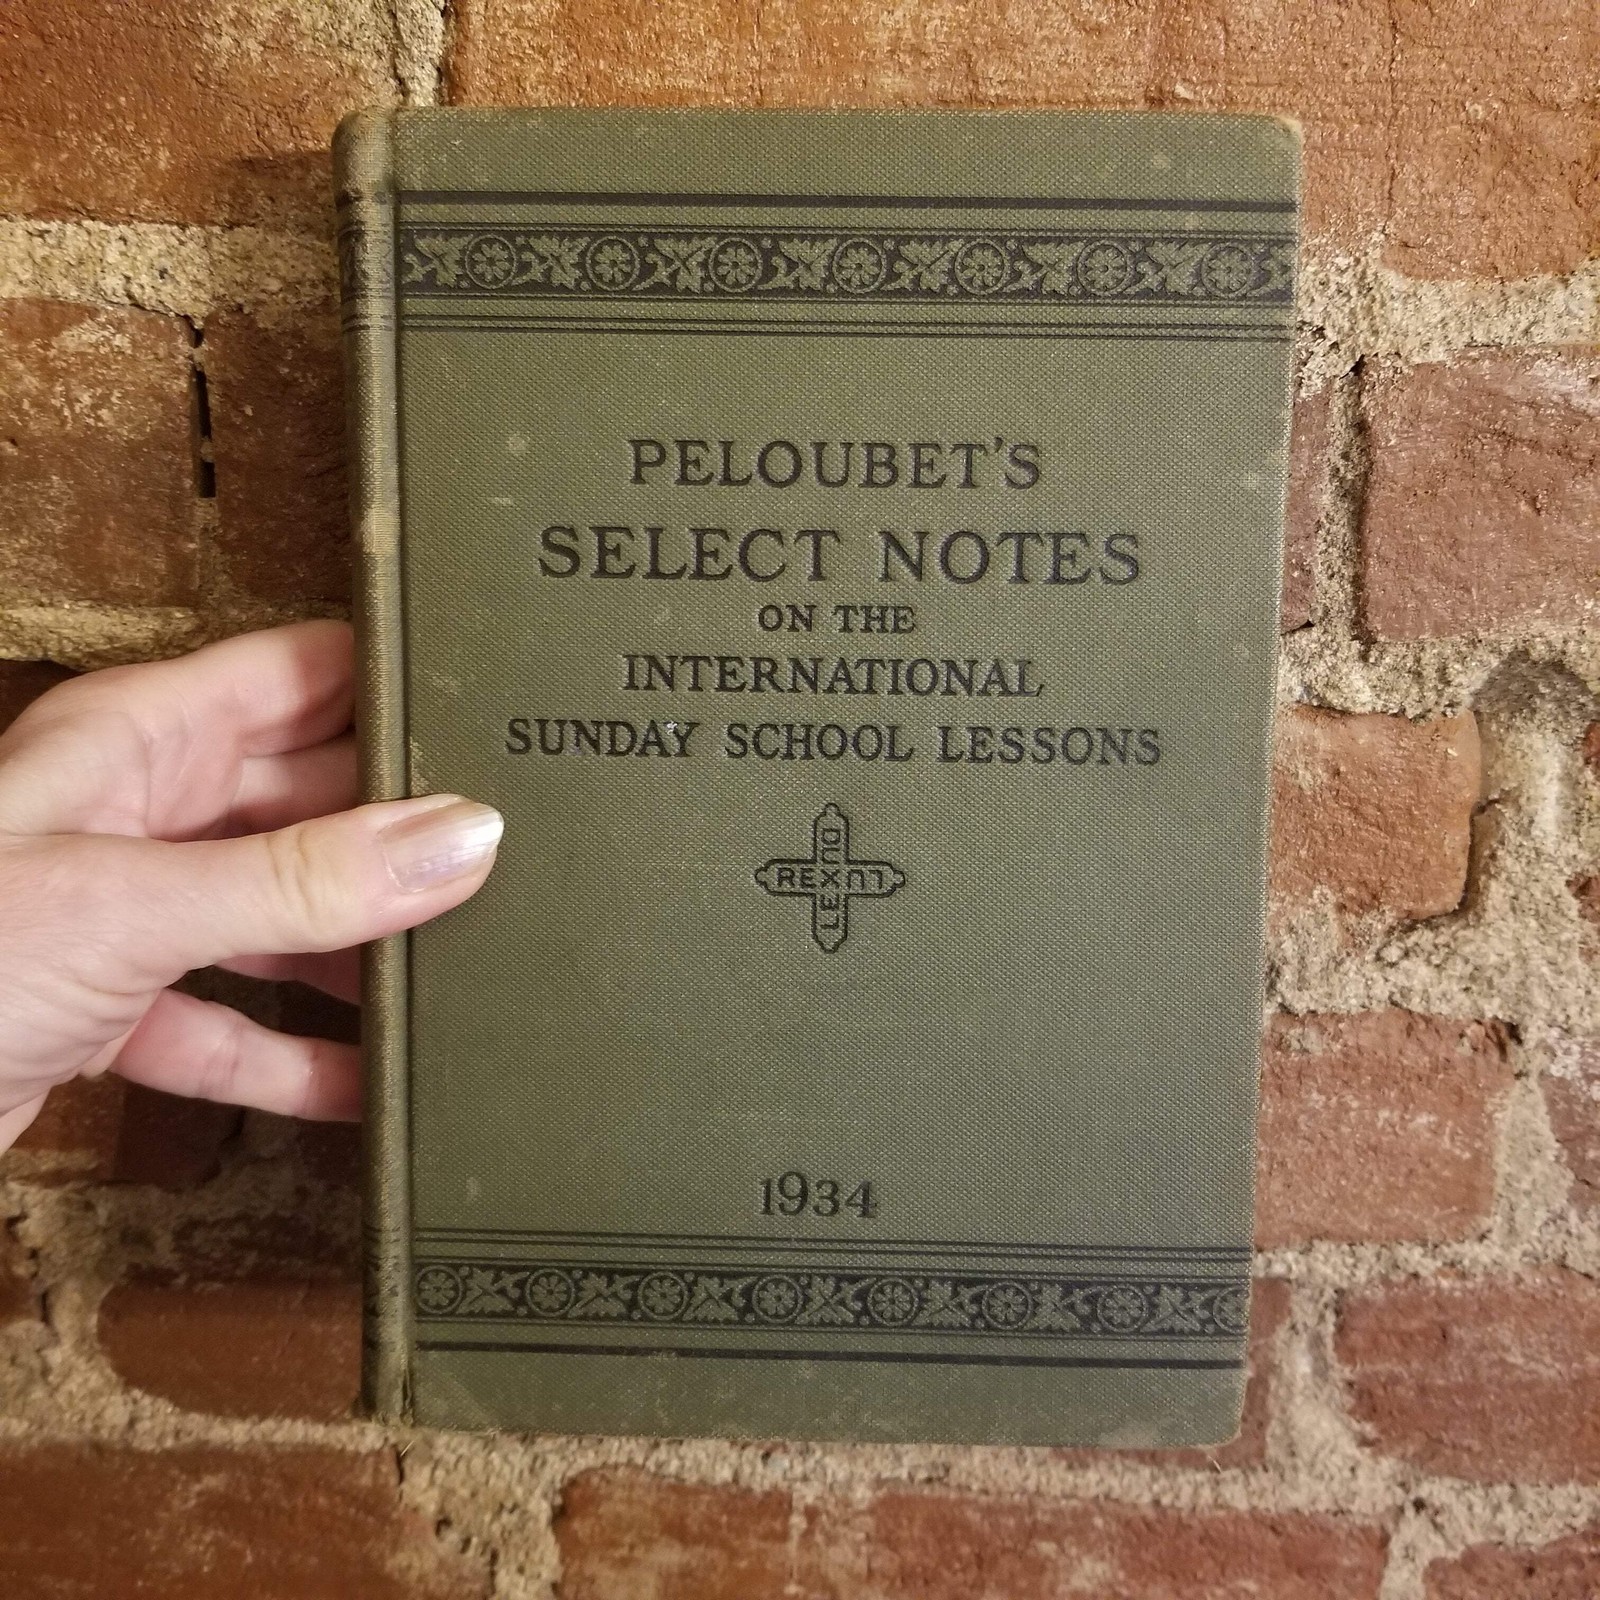 PELOUBET'S
SELECT NOTES
ON THE
INTERNATIONAL
SUNDAY SCHOOL LESSONS
DUX
REX LUX
LEX
1934